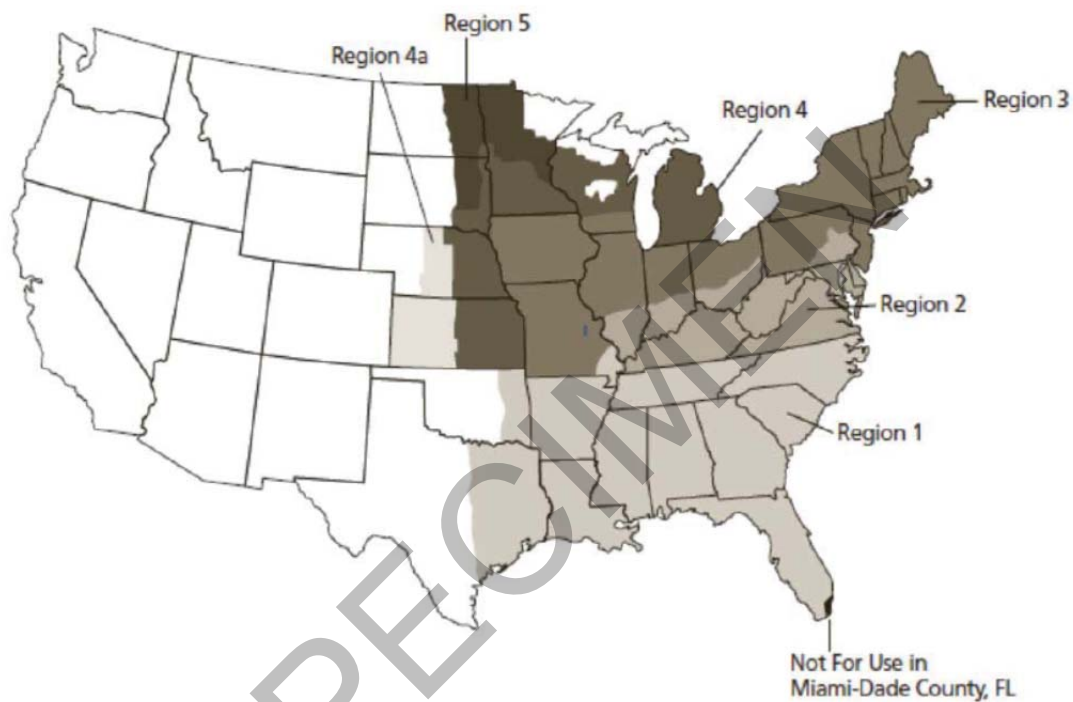 Region 5
Region 4a
Region 4
Region 3
Region 2
Region 1
Not For Use in
Miami-Dade County, FL
SPECIMEN